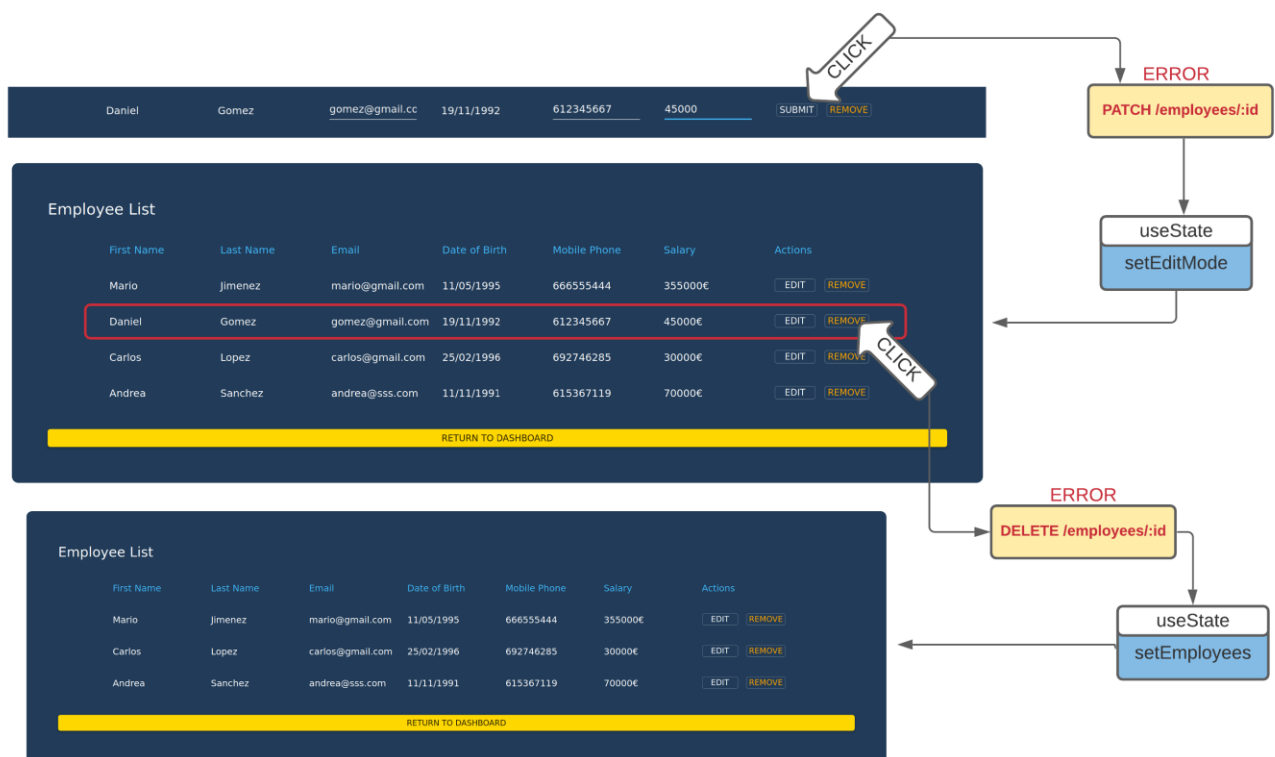 CLICK
ERROR
PATCH /employees/:id
Daniel Gomez gomez@gmail.cc 19/11/1992 612345667 45000 SUBMIT REMOVE
useState
setEditMode
Employee List
First Name Last Name Email Date of Birth Mobile Phone Salary Actions
Mario Jimenez mario@gmail.com 11/05/1995 666555444 355000€ EDIT REMOVE
Daniel Gomez gomez@gmail.com 19/11/1992 612345667 45000€ EDIT REMOVE
CLICK
Carlos Lopez carlos@gmail.com 25/02/1996 692746285 30000€ EDIT REMOVE
Andrea Sanchez andrea@sss.com 11/11/1991 615367119 70000€ EDIT REMOVE
RETURN TO DASHBOARD
ERROR
DELETE /employees/:id
useState
setEmployees
Employee List
First Name Last Name Email Date of Birth Mobile Phone Salary Actions
Mario Jimenez mario@gmail.com 11/05/1995 666555444 355000€ EDIT REMOVE
Carlos Lopez carlos@gmail.com 25/02/1996 692746285 30000€ EDIT REMOVE
Andrea Sanchez andrea@sss.com 11/11/1991 615367119 70000€ EDIT REMOVE
RETURN TO DASHBOARD